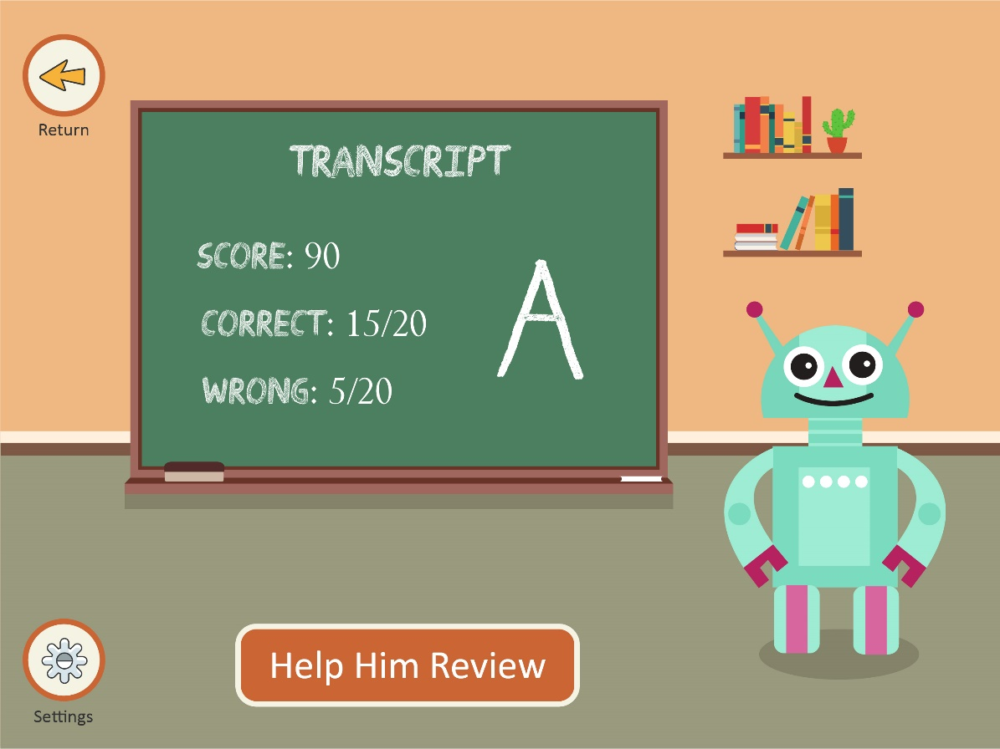 Return
TRANSCRIPT
SCORE: 90
CORRECT: 15/20
WRONG: 5/20
A
Help Him Review
Settings